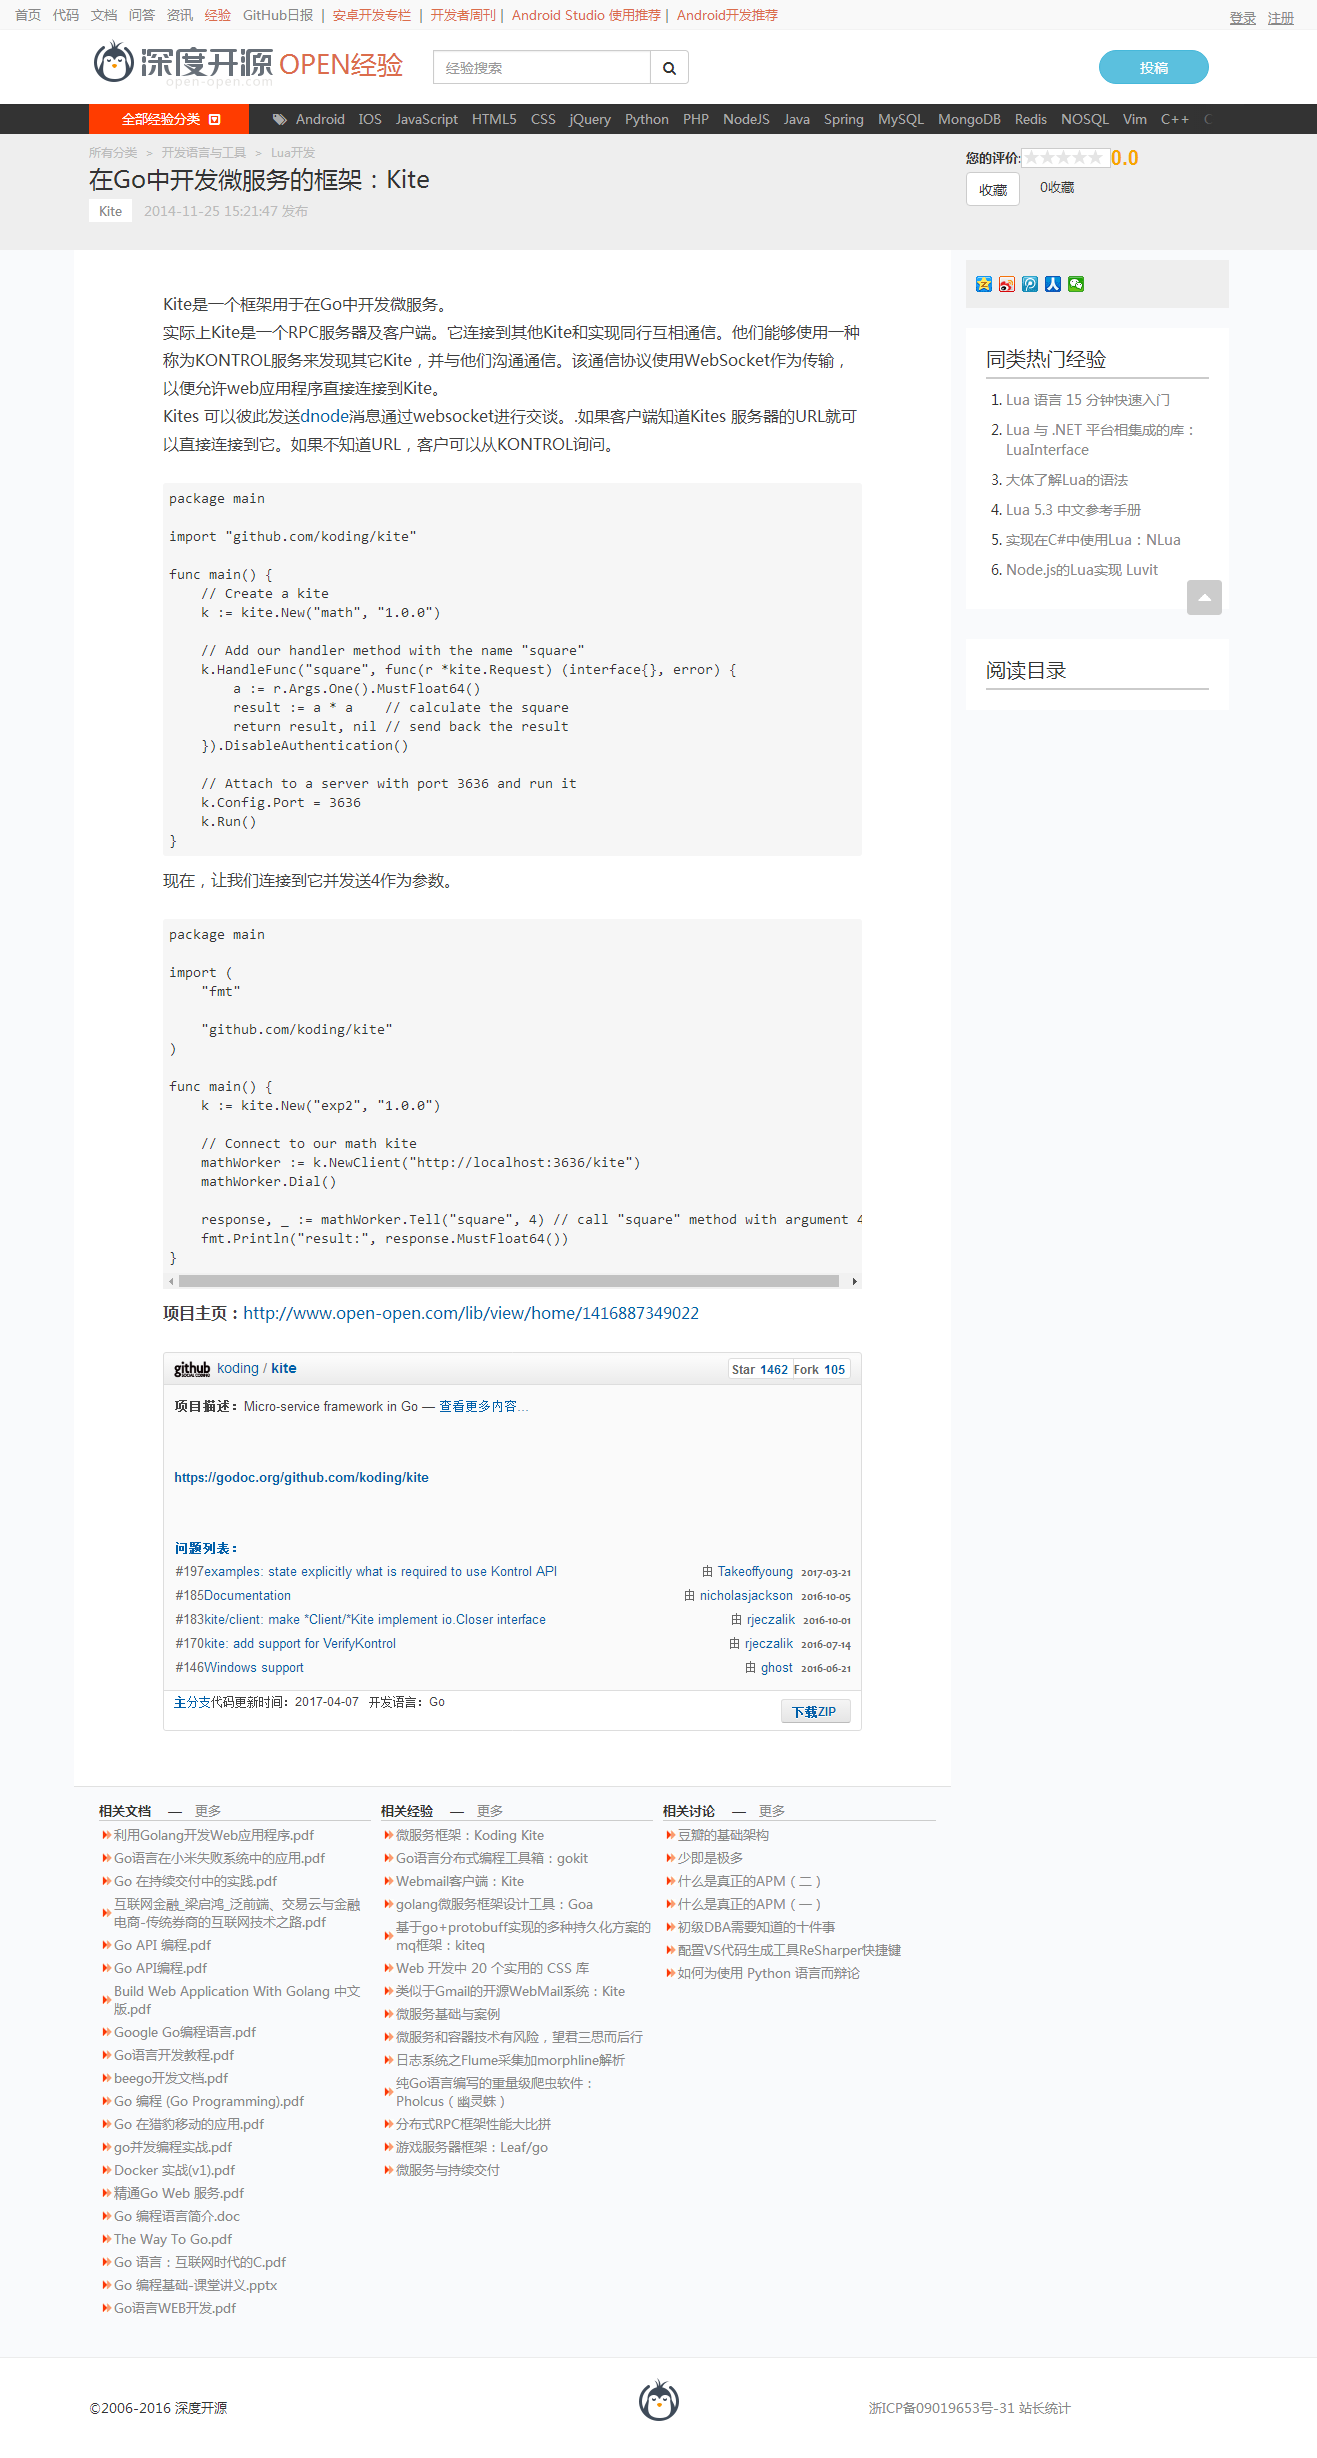 首页 代码 文档 问答 资讯 经验 GitHub日报 | 安卓开发专栏 | 开发者周刊 | Android Studio 使用推荐 | Android开发推荐
登录 注册
深度开源 OPEN经验
open-open.com
经验搜索
投稿
全部经验分类
Android IOS JavaScript HTML5 CSS jQuery Python PHP NodeJS Java Spring MySQL MongoDB Redis NOSQL Vim C++
所有分类 > 开发语言与工具 > Lua开发
在Go中开发微服务的框架：Kite
Kite 2014-11-25 15:21:47 发布
您的评价: 0.0
收藏 0收藏
Kite是一个框架用于在Go中开发微服务。
实际上Kite是一个RPC服务器及客户端。它连接到其他Kite和实现同行互相通信。他们能够使用一种
称为KONTROL服务来发现其它Kite，并与他们沟通通信。该通信协议使用WebSocket作为传输，
以便允许web应用程序直接连接到Kite。
Kites 可以彼此发送dnode消息通过websocket进行交谈。.如果客户端知道Kites 服务器的URL就可
以直接连接到它。如果不知道URL，客户可以从KONTROL询问。
package main
import "github.com/koding/kite"
func main() {
// Create a kite
k := kite.New("math", "1.0.0")
// Add our handler method with the name "square"
k.HandleFunc("square", func(r *kite.Request) (interface{}, error) {
a := r.Args.One().MustFloat64()
result := a * a    // calculate the square
return result, nil // send back the result
}).DisableAuthentication()
// Attach to a server with port 3636 and run it
k.Config.Port = 3636
k.Run()
}
现在，让我们连接到它并发送4作为参数。
package main
import (
"fmt"
"github.com/koding/kite"
)
func main() {
k := kite.New("exp2", "1.0.0")
// Connect to our math kite
mathWorker := k.NewClient("http://localhost:3636/kite")
mathWorker.Dial()
response, _ := mathWorker.Tell("square", 4) // call "square" method with argument 4
fmt.Println("result:", response.MustFloat64())
}
项目主页：http://www.open-open.com/lib/view/home/1416887349022
github SOCIAL CODING koding / kite
Star 1462 Fork 105
项目描述：Micro-service framework in Go — 查看更多内容...
https://godoc.org/github.com/koding/kite
问题列表：
#197examples: state explicitly what is required to use Kontrol API 由 Takeoffyoung 2017-03-21
#185Documentation 由 nicholasjackson 2016-10-05
#183kite/client: make *Client/*Kite implement io.Closer interface 由 rjeczalik 2016-10-01
#170kite: add support for VerifyKontrol 由 rjeczalik 2016-07-14
#146Windows support 由 ghost 2016-06-21
主分支代码更新时间：2017-04-07 开发语言：Go
下载ZIP
同类热门经验
1. Lua 语言 15 分钟快速入门
2. Lua 与 .NET 平台相集成的库：
LuaInterface
3. 大体了解Lua的语法
4. Lua 5.3 中文参考手册
5. 实现在C#中使用Lua：NLua
6. Node.js的Lua实现 Luvit
阅读目录
相关文档 — 更多
利用Golang开发Web应用程序.pdf
Go语言在小米失败系统中的应用.pdf
Go 在持续交付中的实践.pdf
互联网金融_梁启鸿_泛前端、交易云与金融
电商-传统券商的互联网技术之路.pdf
Go API 编程.pdf
Go API编程.pdf
Build Web Application With Golang 中文
版.pdf
Google Go编程语言.pdf
Go语言开发教程.pdf
beego开发文档.pdf
Go 编程 (Go Programming).pdf
Go 在猎豹移动的应用.pdf
go并发编程实战.pdf
Docker 实战(v1).pdf
精通Go Web 服务.pdf
Go 编程语言简介.doc
The Way To Go.pdf
Go 语言：互联网时代的C.pdf
Go 编程基础-课堂讲义.pptx
Go语言WEB开发.pdf
相关经验 — 更多
微服务框架：Koding Kite
Go语言分布式编程工具箱：gokit
Webmail客户端：Kite
golang微服务框架设计工具：Goa
基于go+protobuff实现的多种持久化方案的
mq框架：kiteq
Web 开发中 20 个实用的 CSS 库
类似于Gmail的开源WebMail系统：Kite
微服务基础与案例
微服务和容器技术有风险，望君三思而后行
日志系统之Flume采集加morphline解析
纯Go语言编写的重量级爬虫软件：
Pholcus（幽灵蛛）
分布式RPC框架性能大比拼
游戏服务器框架：Leaf/go
微服务与持续交付
相关讨论 — 更多
豆瓣的基础架构
少即是极多
什么是真正的APM（二）
什么是真正的APM（一）
初级DBA需要知道的十件事
配置VS代码生成工具ReSharper快捷键
如何为使用 Python 语言而辩论
©2006-2016 深度开源
浙ICP备09019653号-31 站长统计